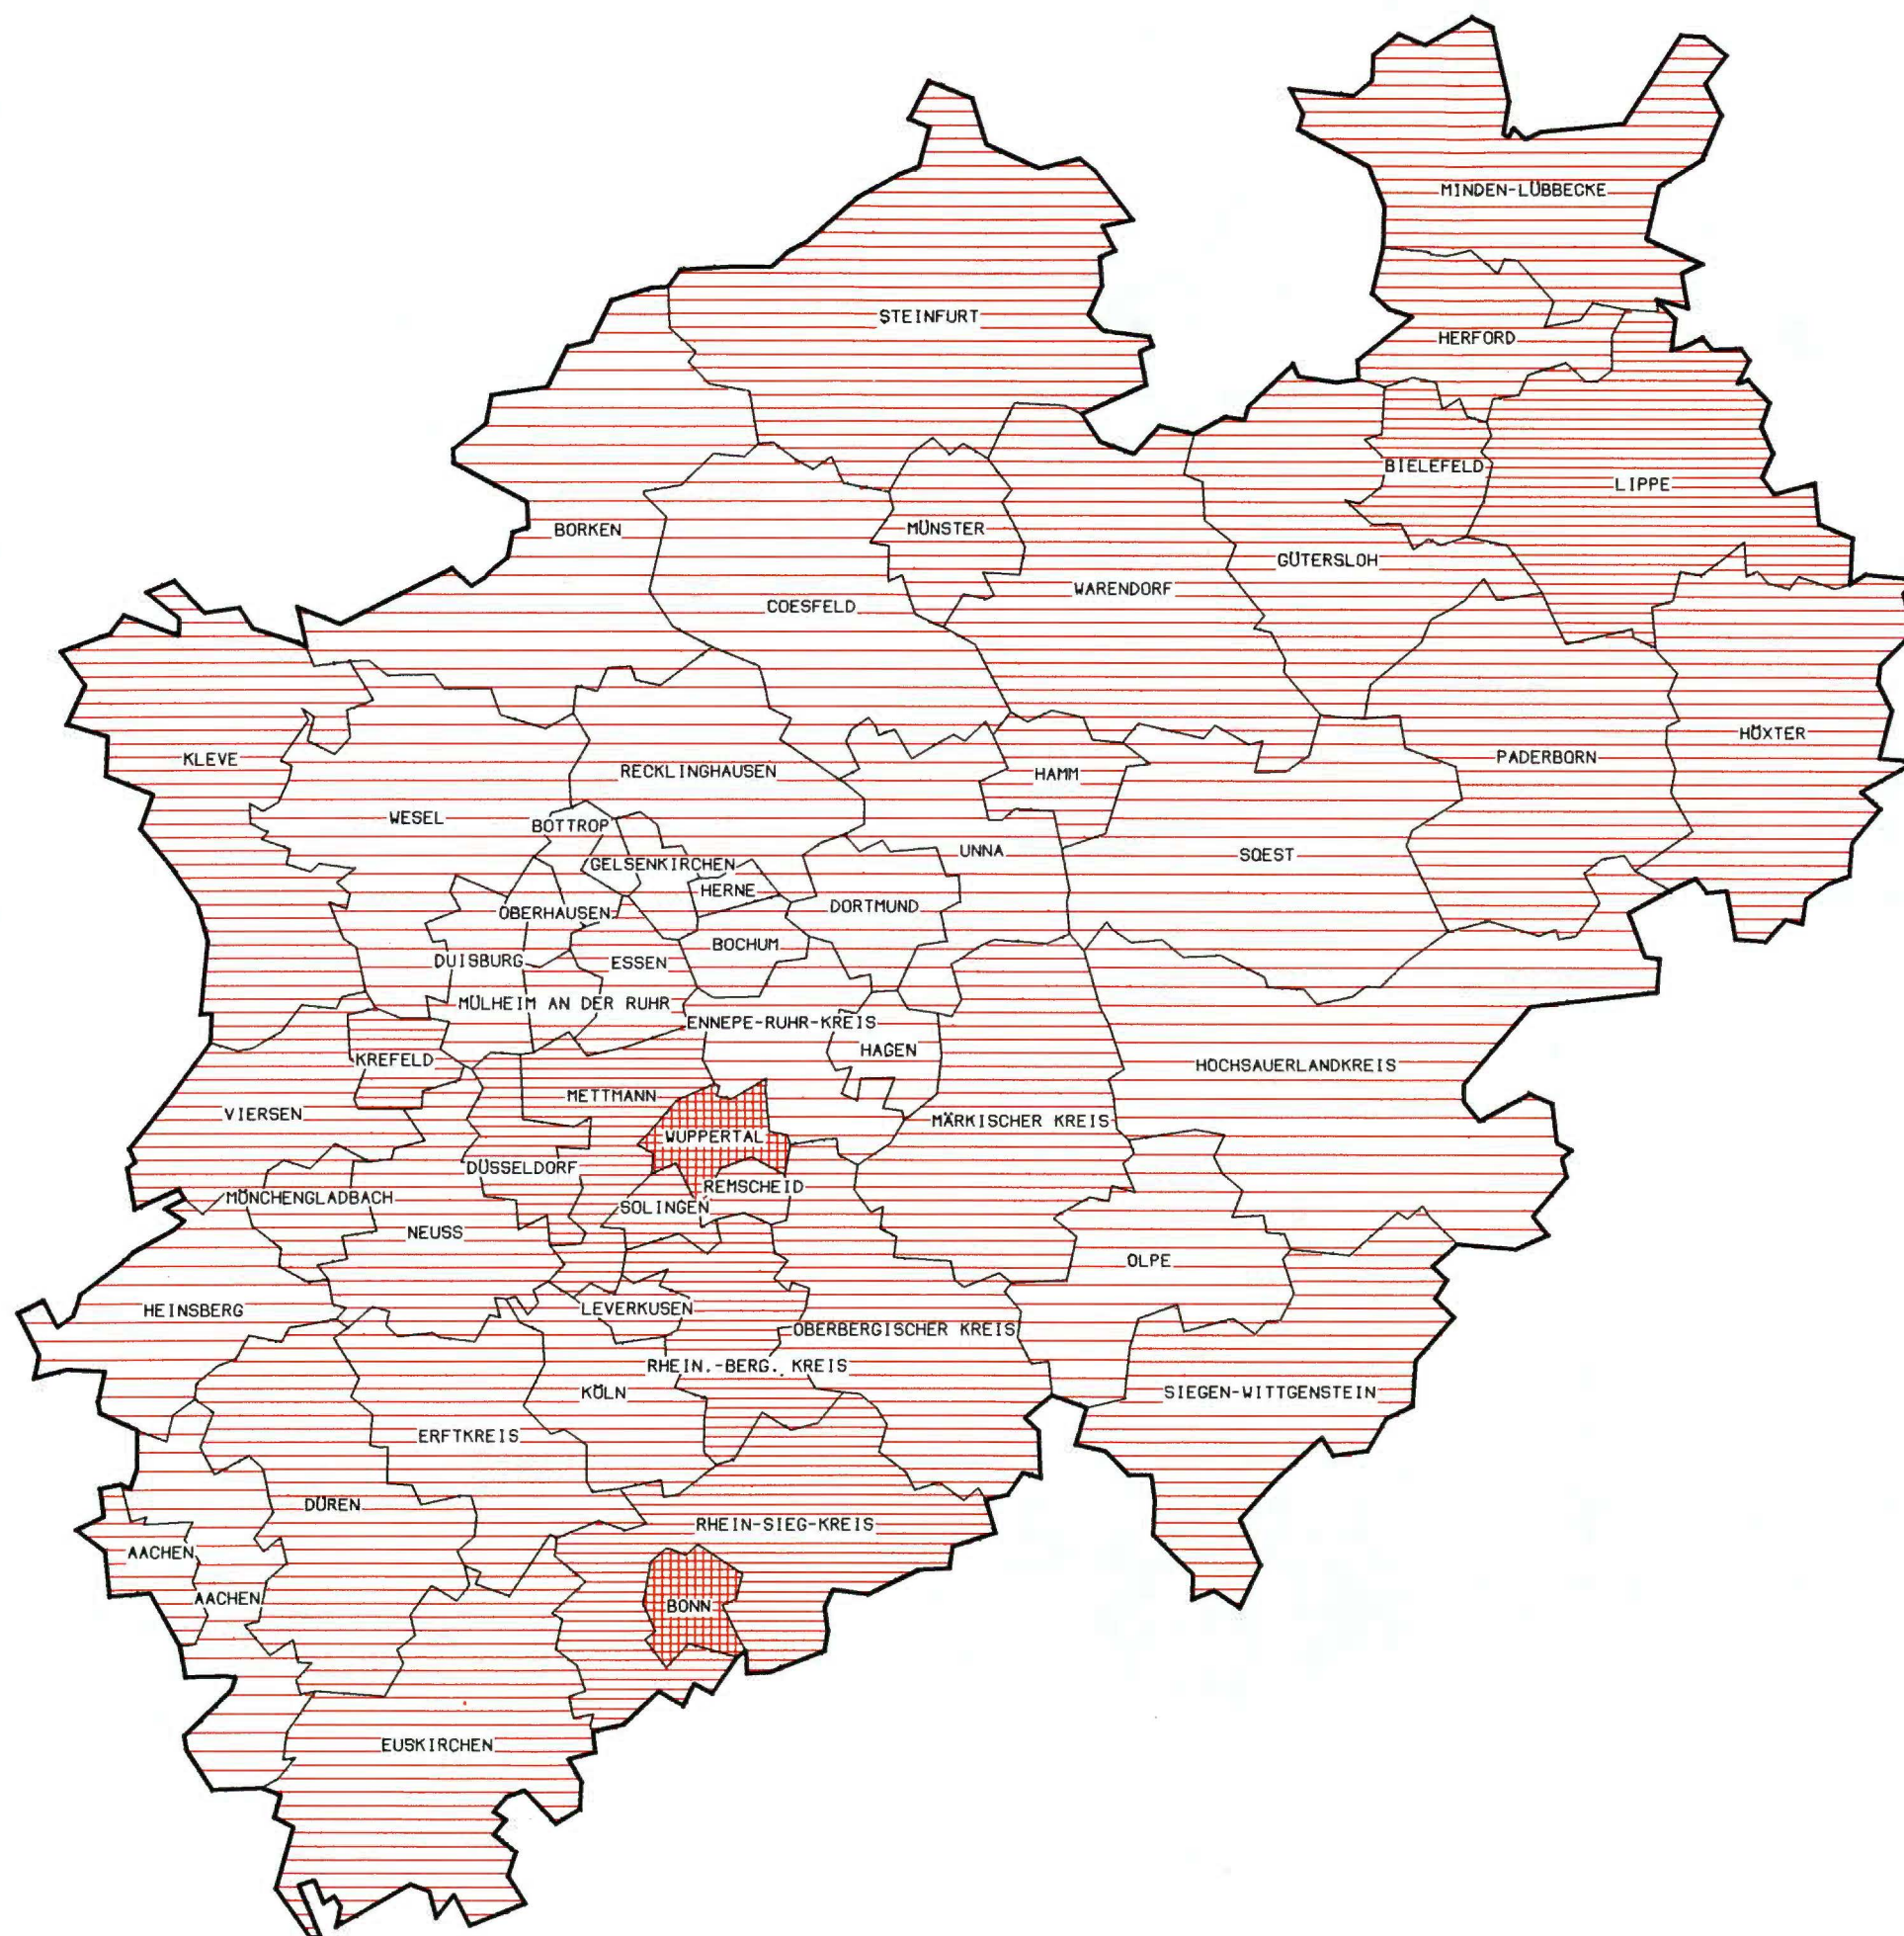 MINDEN-LÜBBECKE
STEINFURT
HERFORD
BIELEFELD
LIPPE
BORKEN
MÜNSTER
GÜTERSLOH
WARENDORF
COESFELD
HÖXTER
KLEVE
PADERBORN
RECKLINGHAUSEN
HAMM
WESEL
BOTTROP
UNNA
SOEST
GELSENKIRCHEN
HERNE
DORTMUND
OBERHAUSEN
BOCHUM
DUISBURG
ESSEN
MÜLHEIM AN DER RUHR
ENNEPE-RUHR-KREIS
HAGEN
KREFELD
HOCHSAUERLANDKREIS
METTMANN
VIERSEN
MÄRKISCHER KREIS
WUPPERTAL
DÜSSELDORF
REMSCHEID
MÖNCHENGLADBACH
SOLINGEN
NEUSS
OLPE
HEINSBERG
LEVERKUSEN
OBERBERGISCHER KREIS
RHEIN.-BERG. KREIS
KÖLN
SIEGEN-WITTGENSTEIN
ERFTKREIS
DÜREN
RHEIN-SIEG-KREIS
AACHEN
AACHEN
BONN
EUSKIRCHEN